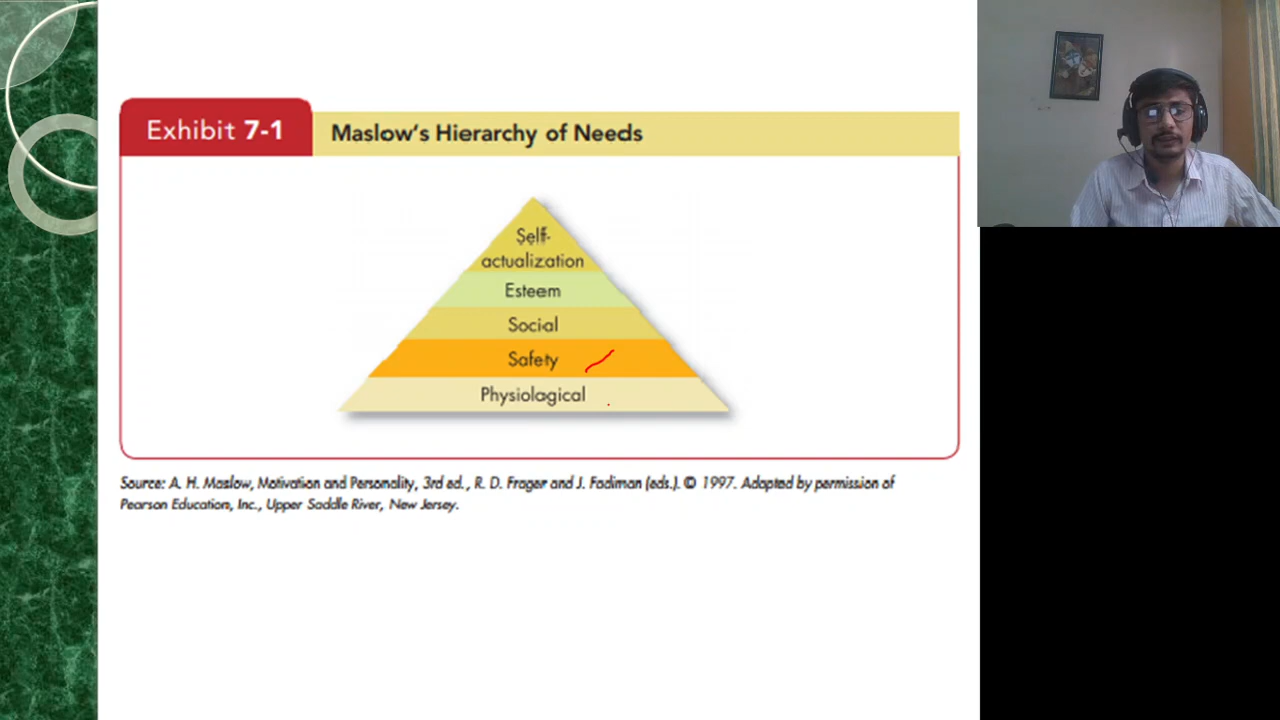 Exhibit 7-1
Maslow's Hierarchy of Needs
Self-
actualization
Esteem
Social
Safety
Physiological
Source: A. H. Maslow, Motivation and Personality, 3rd ed., R. D. Frager and J. Fadiman (eds.). © 1997. Adapted by permission of
Pearson Education, Inc., Upper Saddle River, New Jersey.